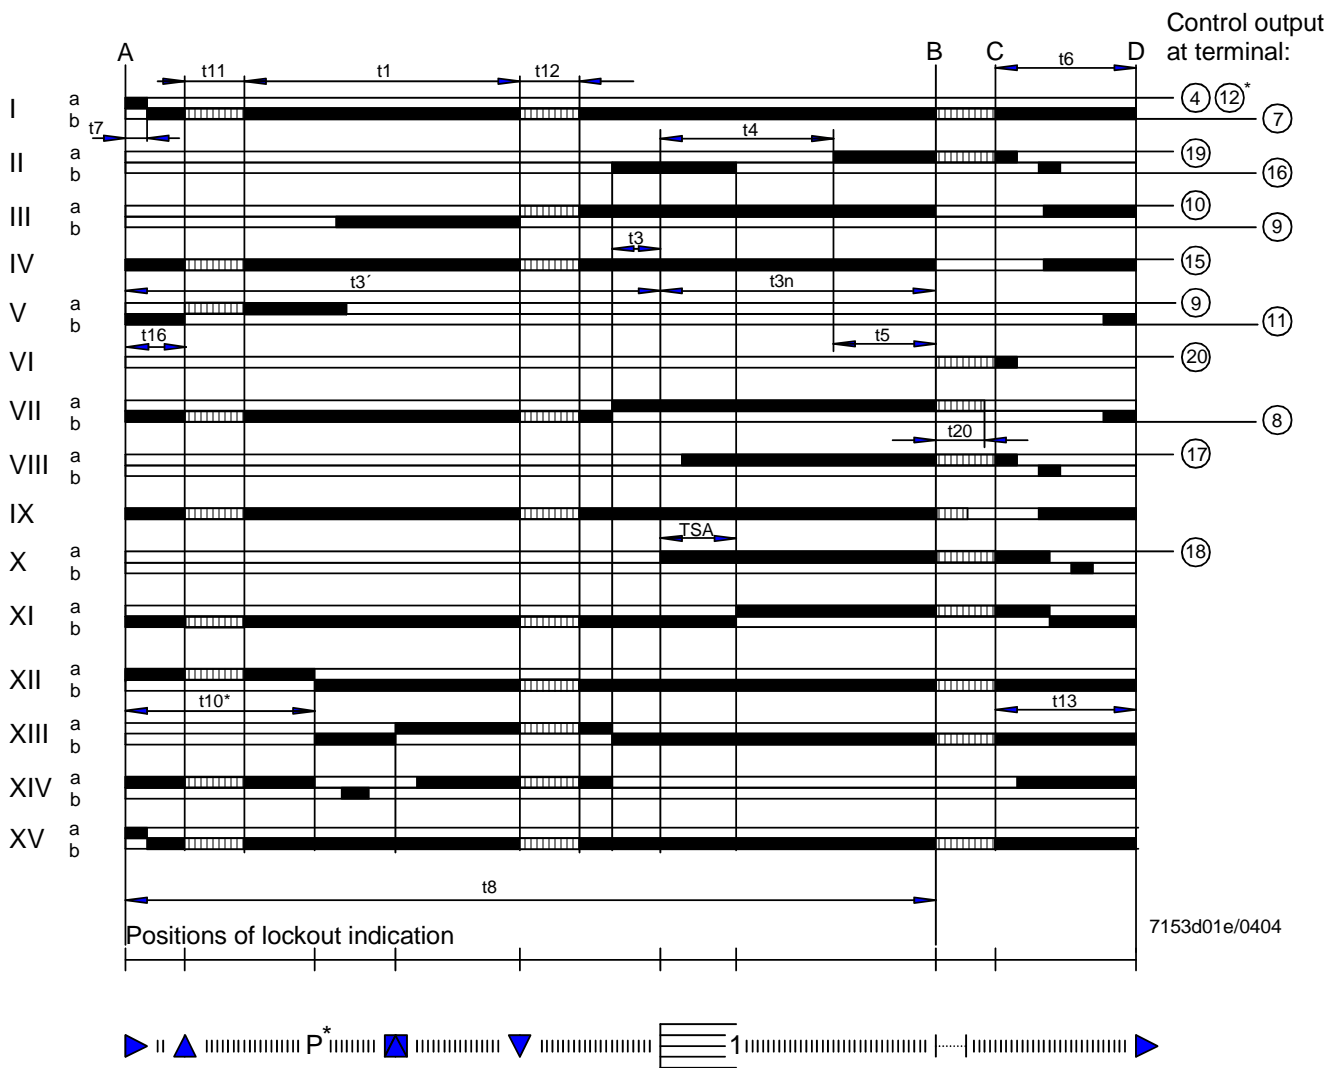 Control output
at terminal:
A B C D
t11 t1 t12 t6
I a b 4 12* 7
t7 t4
II a b 19 16
III a b 10 9
t3
IV 15
t3´ t3n
V a b 9 11
t16 t5
VI 20
VII a b 8
t20
VIII a b 17
IX
TSA
X a b 18
XI a b
XII a b
t10* t13
XIII a b
XIV a b
XV a b
t8
7153d01e/0404
Positions of lockout indication
P* 1